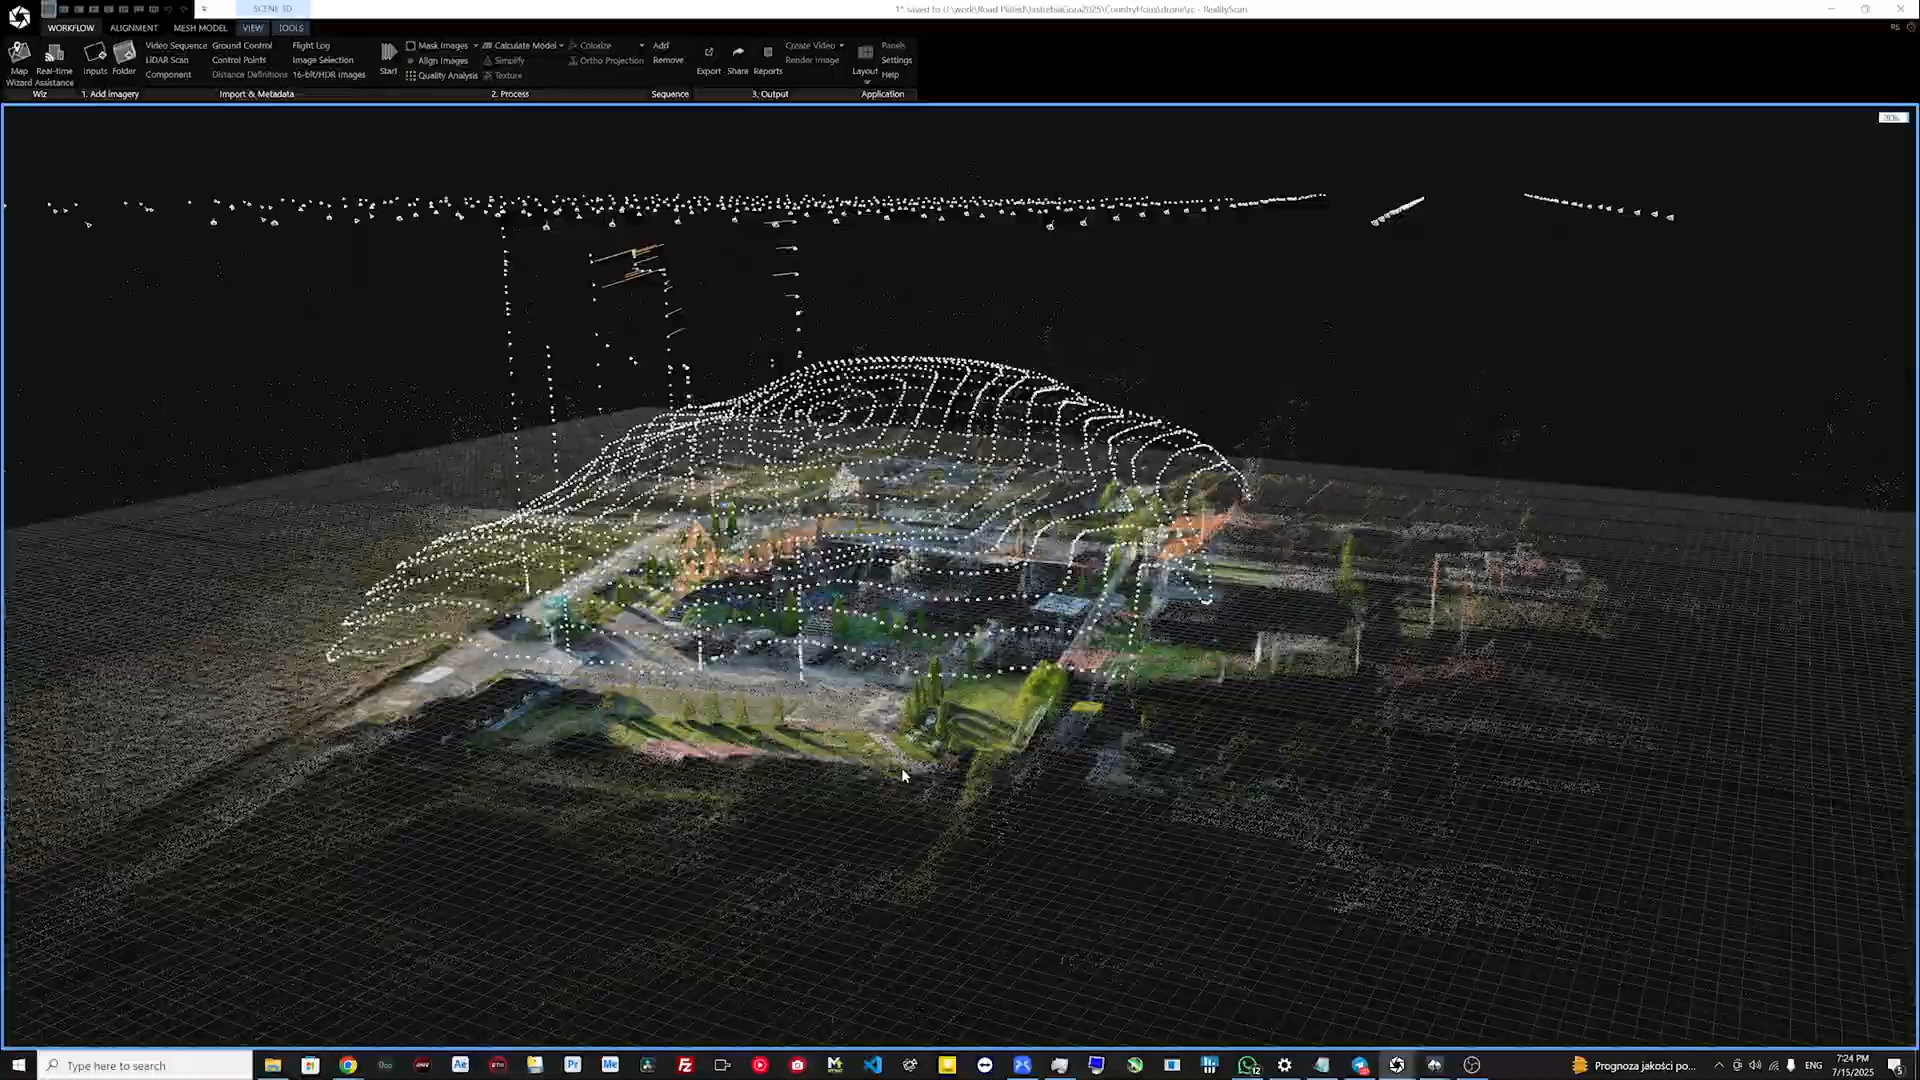 SCENE 3D
WORKFLOW ALIGNMENT MESH MODEL VIEW TOOLS
Map Wizard
Real-time Assistance
Inputs
Folder
Video Sequence
LiDAR Scan
Component
Ground Control
Control Points
Distance Definitions
Flight Log
Image Selection
16-bit/HDR Images
Start
Mask Images
Align Images
Quality Analysis
Calculate Model
Simplify
Texture
Colorize
Ortho Projection
Add
Remove
Export
Share
Reports
Create Video
Render Image
Layout
Panels
Settings
Help
Wiz 1. Add imagery Import & Metadata 2. Process Sequence 3. Output Application
Type here to search
Prognoza jakości po...
ENG
7:24 PM
7/15/2025